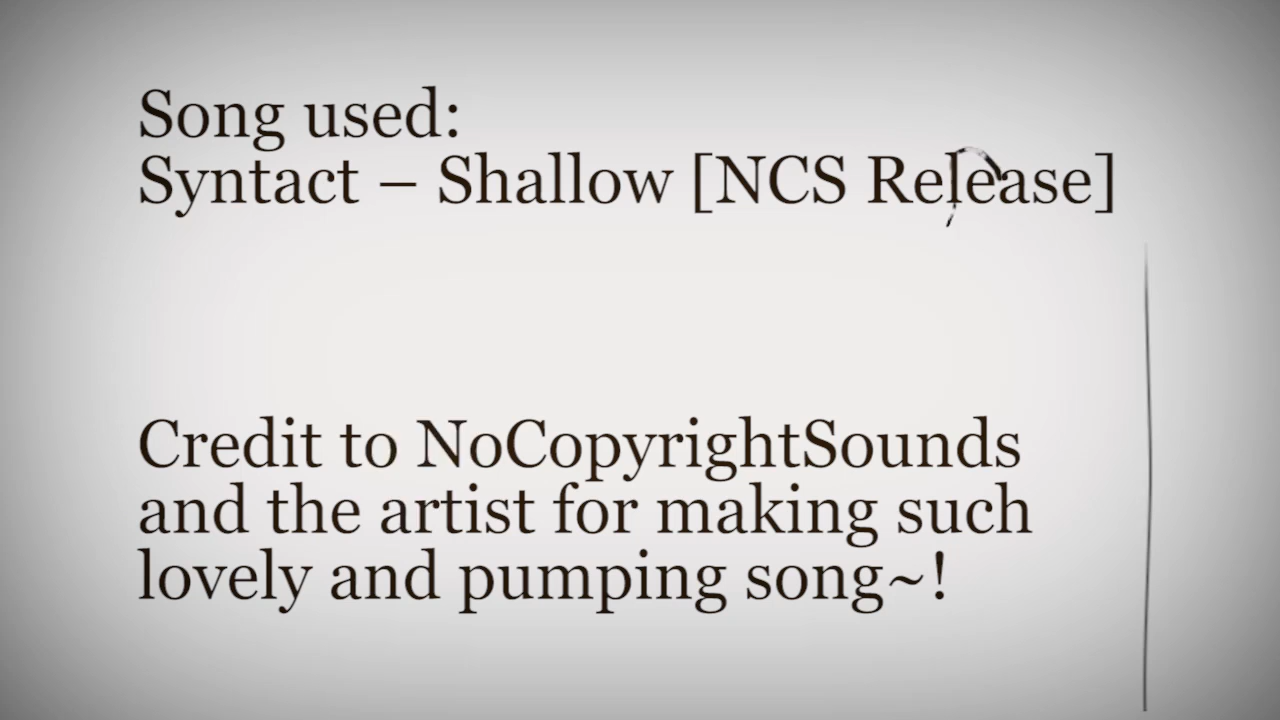 Song used:
Syntact – Shallow [NCS Release]
Credit to NoCopyrightSounds
and the artist for making such
lovely and pumping song~!